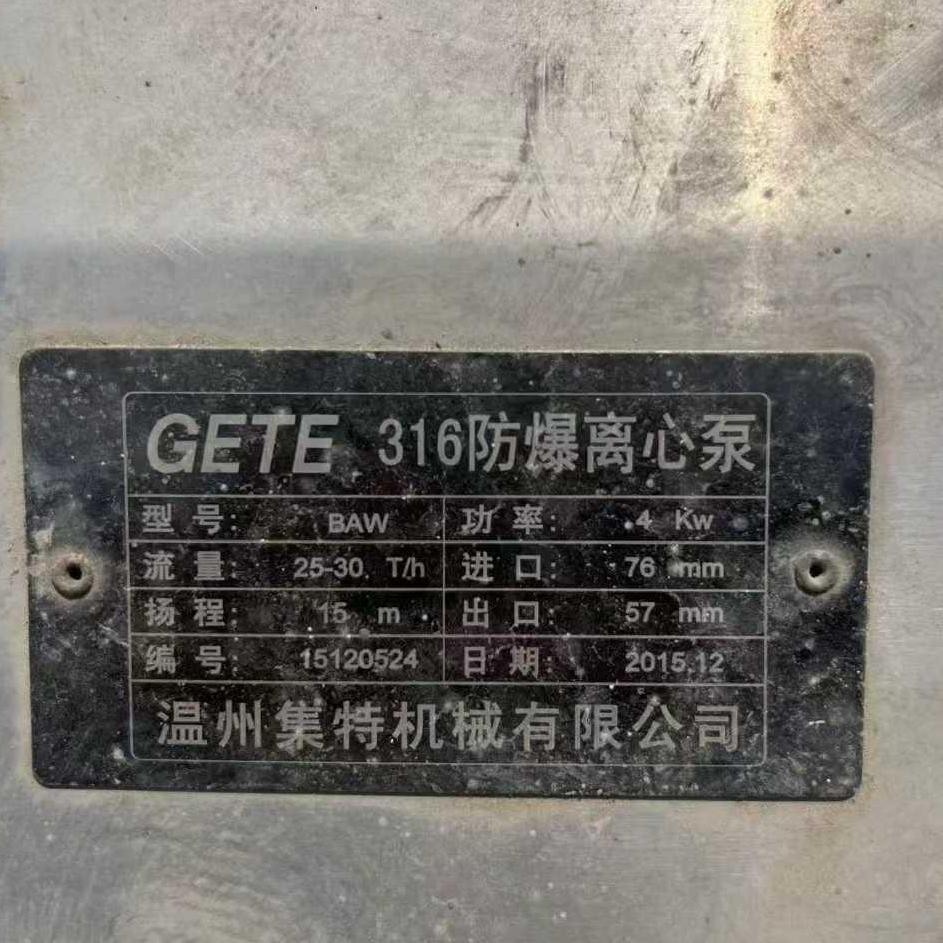 GETE 316防爆离心泵
型号: BAW 功率: 4 Kw
流量: 25-30 T/h 进口: 76 mm
扬程: 15 m 出口: 57 mm
编号: 15120524 日期: 2015.12
温州集特机械有限公司